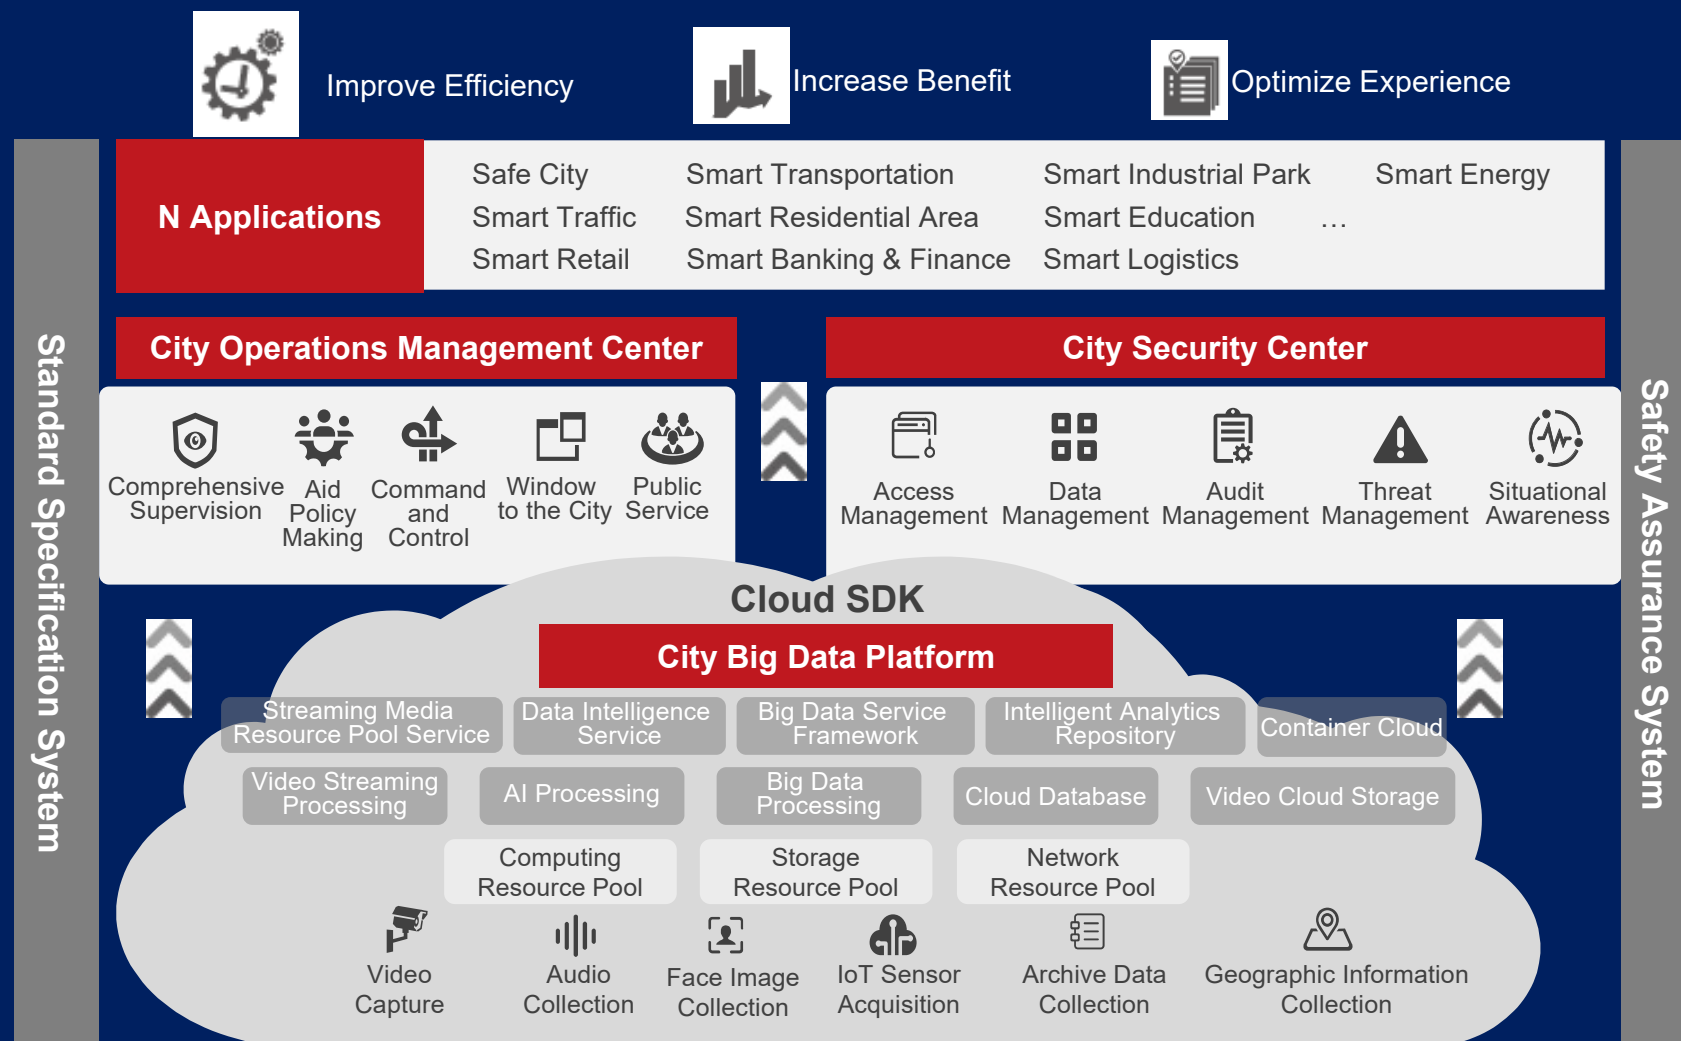 Improve Efficiency
Increase Benefit
Optimize Experience
N Applications
Safe City
Smart Transportation
Smart Industrial Park
Smart Energy
Smart Traffic
Smart Residential Area
Smart Education
…
Smart Retail
Smart Banking & Finance
Smart Logistics
Standard Specification System
Safety Assurance System
City Operations Management Center
Comprehensive
Supervision
Aid
Policy
Making
Command
and
Control
Window
to the City
Public
Service
City Security Center
Access
Management
Data
Management
Audit
Management
Threat
Management
Situational
Awareness
Cloud SDK
City Big Data Platform
Streaming Media
Resource Pool Service
Data Intelligence
Service
Big Data Service
Framework
Intelligent Analytics
Repository
Container Cloud
Video Streaming
Processing
AI Processing
Big Data
Processing
Cloud Database
Video Cloud Storage
Computing
Resource Pool
Storage
Resource Pool
Network
Resource Pool
Video
Capture
Audio
Collection
Face Image
Collection
IoT Sensor
Acquisition
Archive Data
Collection
Geographic Information
Collection